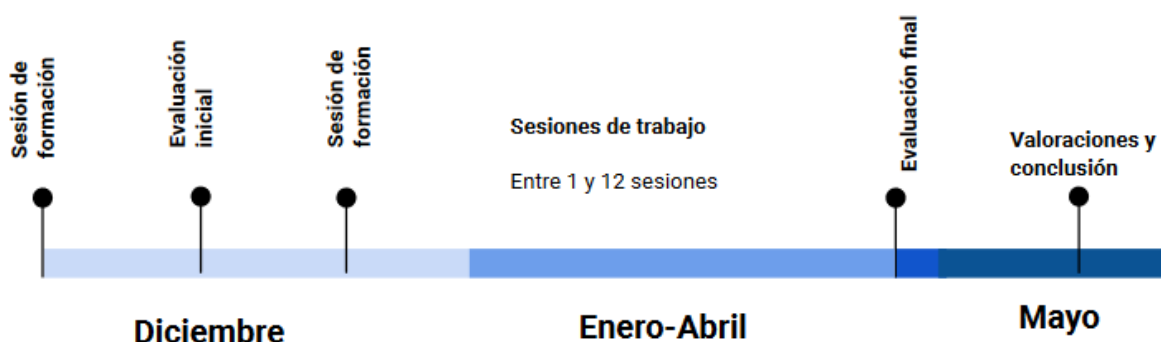 Sesión de
formación
Evaluación
inicial
Sesión de
formación
Sesiones de trabajo
Entre 1 y 12 sesiones
Evaluación final
Valoraciones y
conclusión
Diciembre
Enero-Abril
Mayo